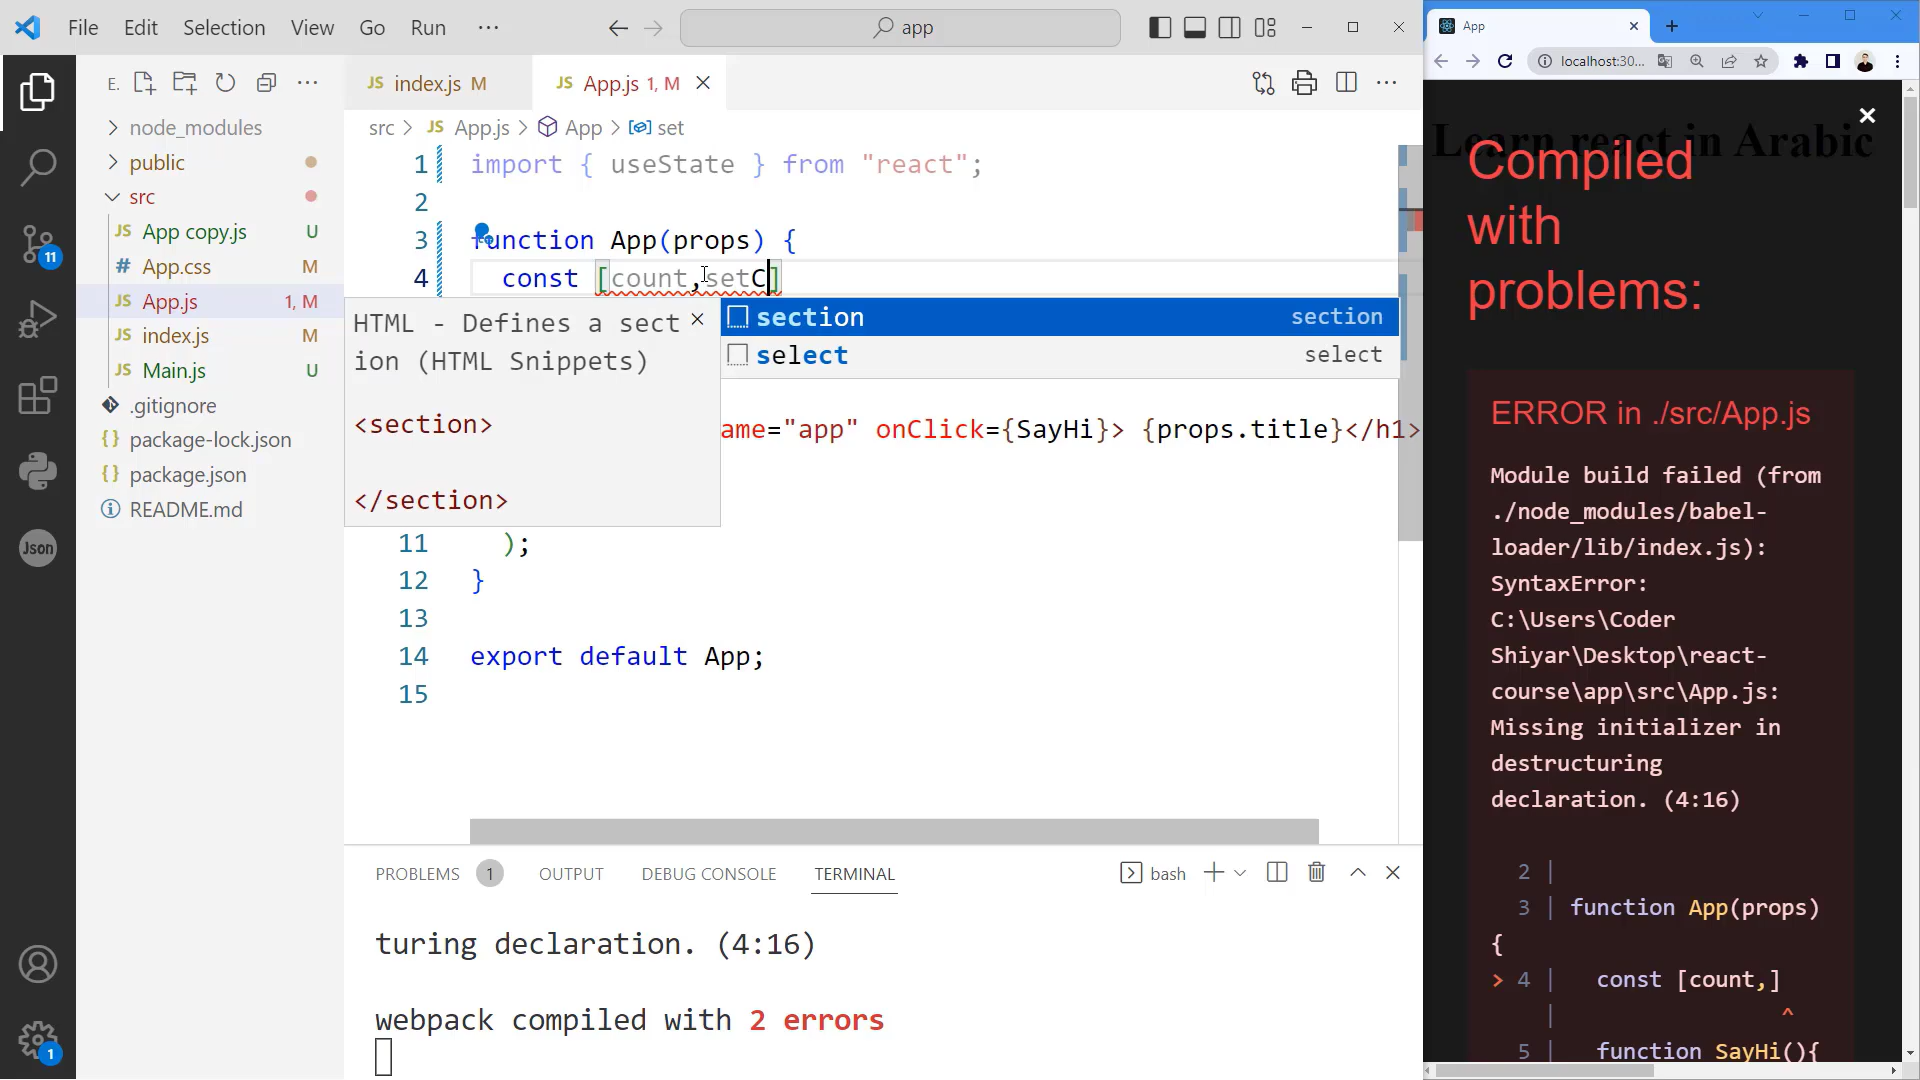 File Edit Selection View Go Run ···
app
E.
node_modules
public
src
JS App copy.js U
# App.css M
JS App.js 1, M
JS index.js M
JS Main.js U
.gitignore
{} package-lock.json
{} package.json
README.md
11
Json
1
JS index.js M
JS App.js 1, M
src > JS App.js > App > set
1 import { useState } from "react";
2
3 function App(props) {
4 const [count,setC]
HTML - Defines a sect
ion (HTML Snippets)
<section>
</section>
section section
select select
ame="app" onClick={SayHi}> {props.title}</h1>
11 );
12 }
13
14 export default App;
15
PROBLEMS 1 OUTPUT DEBUG CONSOLE TERMINAL
bash
turing declaration. (4:16)
webpack compiled with 2 errors
App
localhost:30...
Learn react in Arabic
Compiled
with
problems:
ERROR in ./src/App.js
Module build failed (from
./node_modules/babel-
loader/lib/index.js):
SyntaxError:
C:\Users\Coder
Shiyar\Desktop\react-
course\app\src\App.js:
Missing initializer in
destructuring
declaration. (4:16)
2 |
3 | function App(props)
{
> 4 | const [count,]
| ^
5 | function SayHi(){